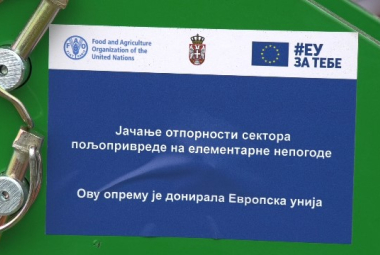 Food and Agriculture
Organization of the
United Nations
#ЕУ
ЗА ТЕБЕ
Јачање отпорности сектора
пољопривреде на елементарне непогоде
Ову опрему је донирала Европска унија